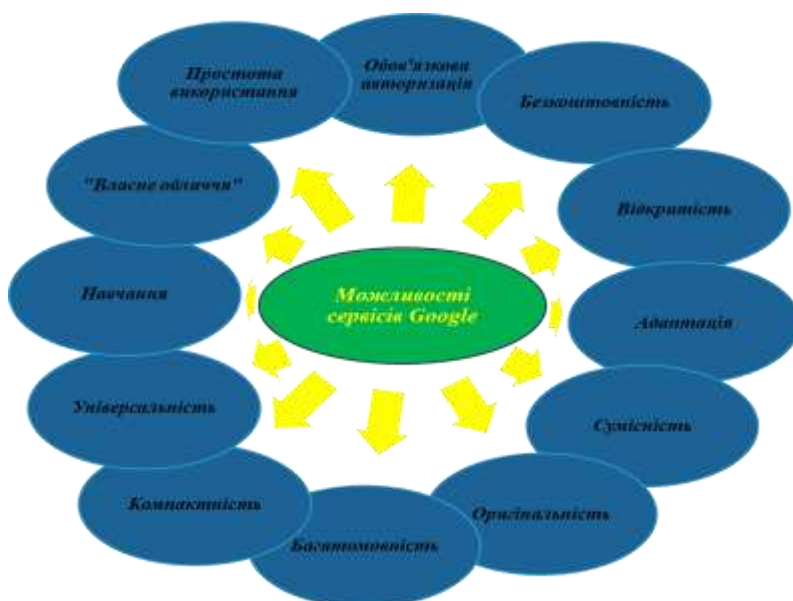 Обов'язкова
авторизація
Безкоштовність
Відкритість
Адаптація
Сумісність
Оригінальність
Багатомовність
Компактність
Універсальність
Навчання
"Власне обличчя"
Простота
використання
Можливості
сервісів Google